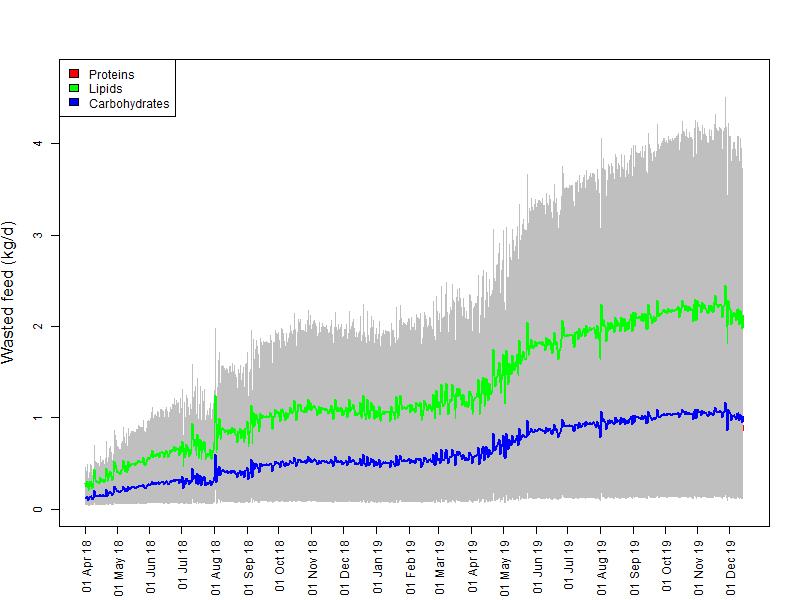 Proteins
Lipids
Carbohydrates
Wasted feed (kg/d)
4
3
2
1
0
01 Apr 18
01 May 18
01 Jun 18
01 Jul 18
01 Aug 18
01 Sep 18
01 Oct 18
01 Nov 18
01 Dec 18
01 Jan 19
01 Feb 19
01 Mar 19
01 Apr 19
01 May 19
01 Jun 19
01 Jul 19
01 Aug 19
01 Sep 19
01 Oct 19
01 Nov 19
01 Dec 19